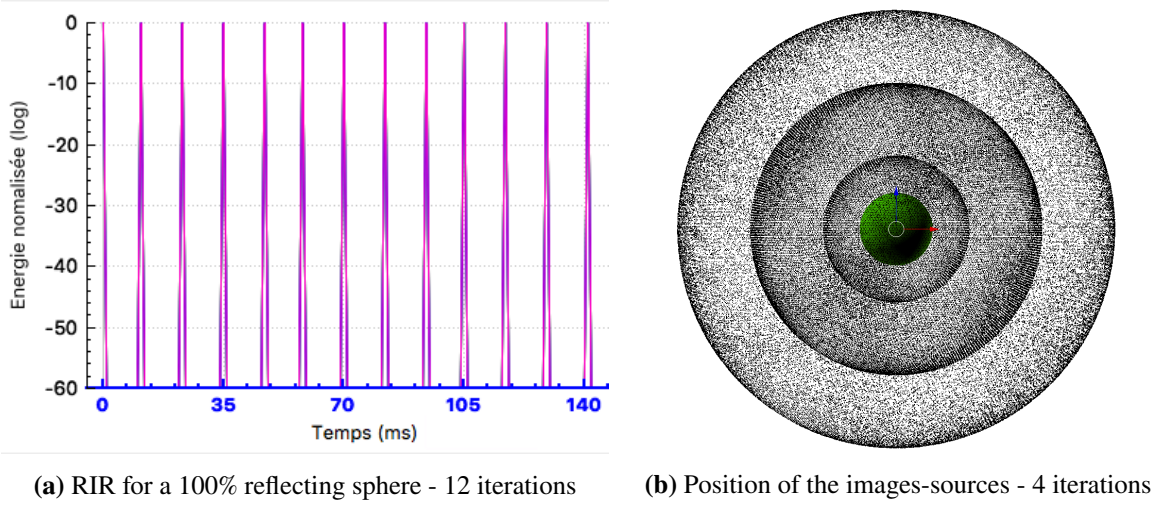 0
-10
-20
-30
-40
-50
-60
Energie nomalisée (log)
0 35 70 105 140
Temps (ms)
(a) RIR for a 100% reflecting sphere - 12 iterations
(b) Position of the images-sources - 4 iterations